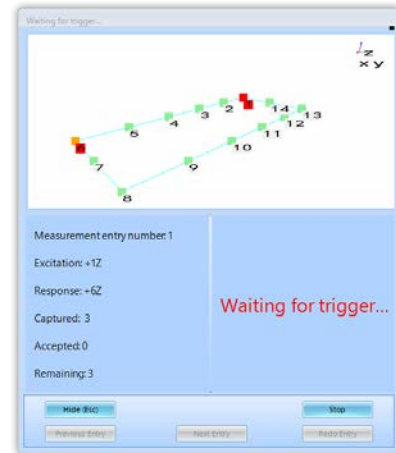 Waiting for trigger...
Z
x y
1
2
3
4
5
6
7
8
9
10
11
12
13
14
Measurement entry number: 1
Excitation: +1Z
Response: +6Z
Captured: 3
Accepted: 0
Remaining: 3
Waiting for trigger...
Hide (Esc)
Stop
Previous Entry
Next Entry
Redo Entry